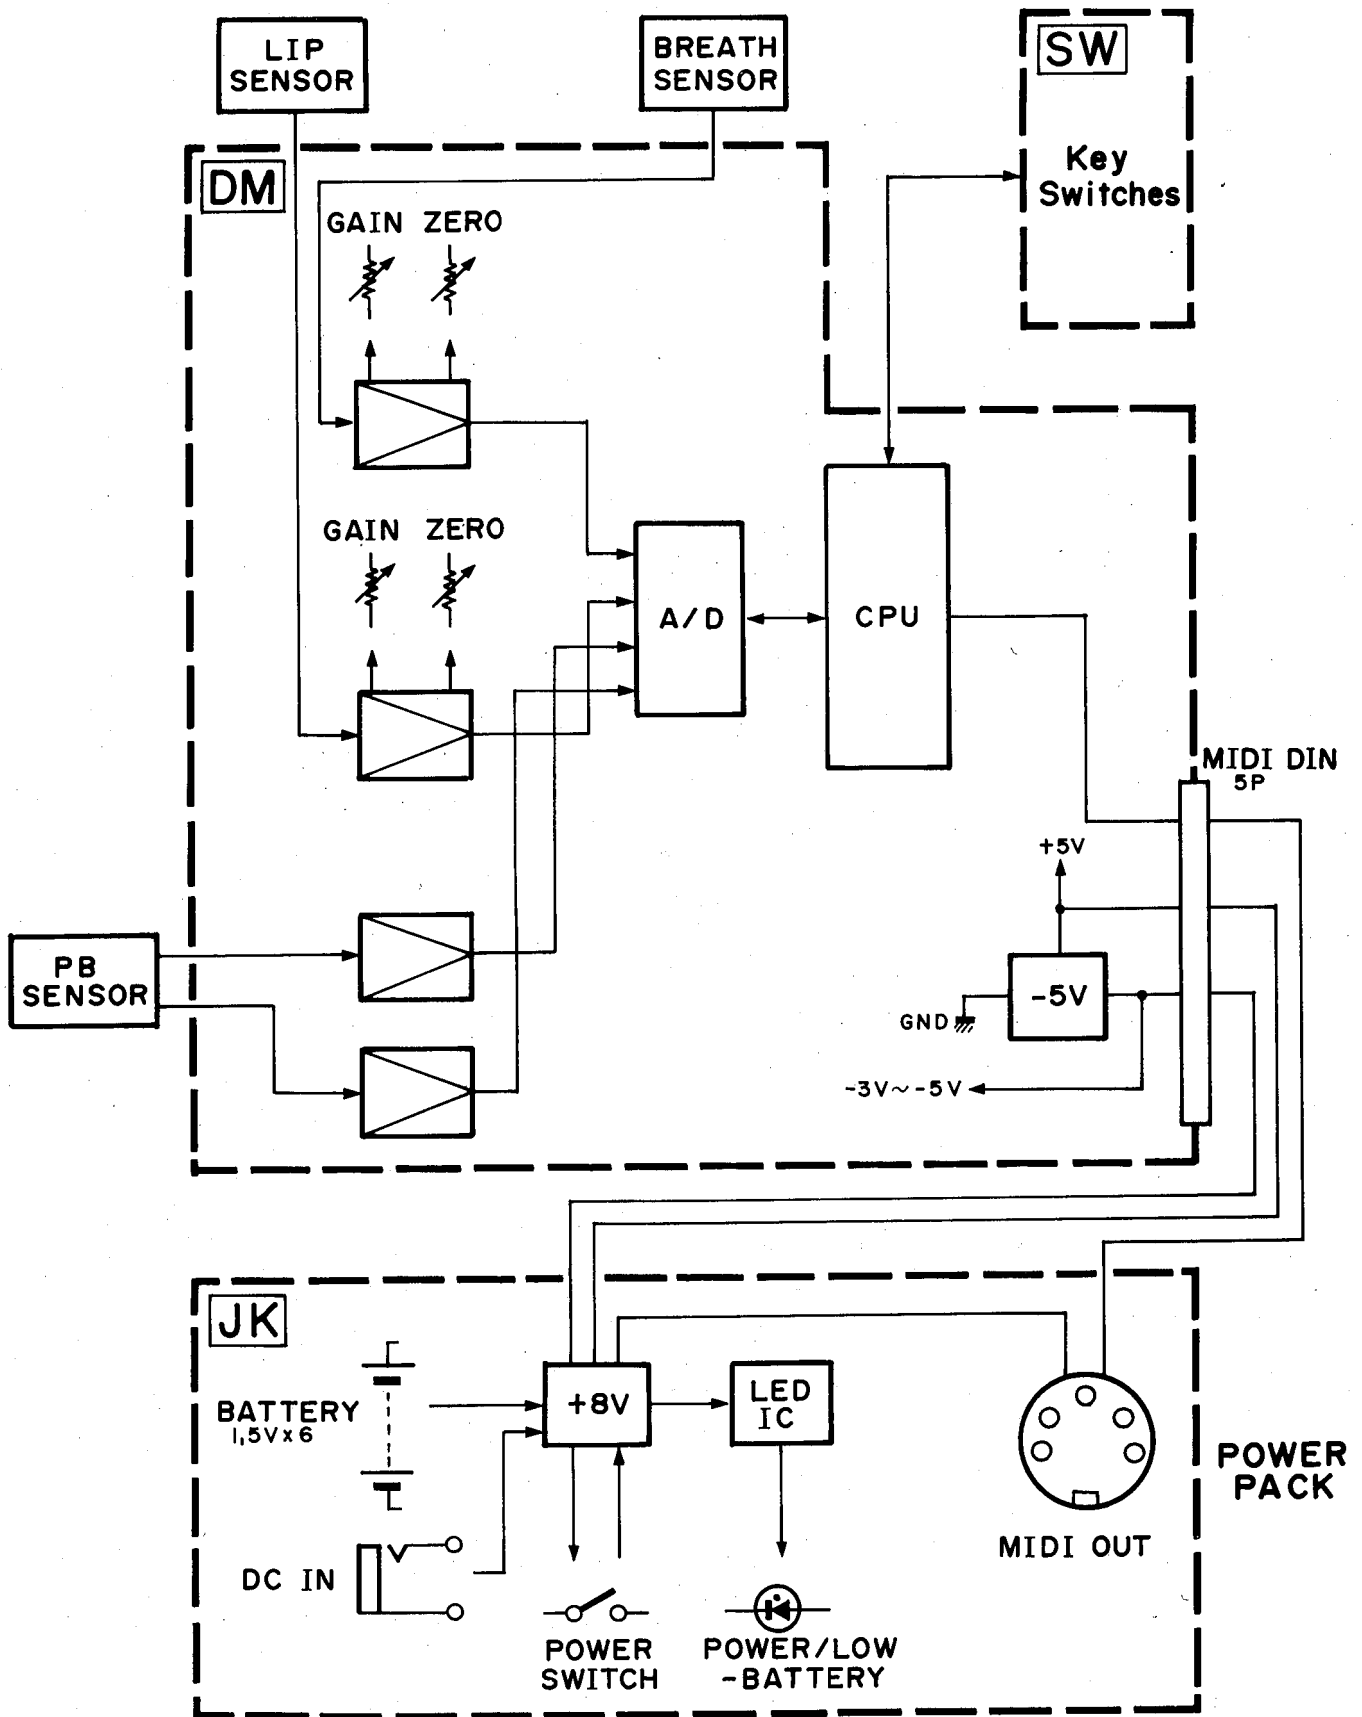 LIP
SENSOR
BREATH
SENSOR
SW
Key
Switches
DM
GAIN ZERO
GAIN ZERO
A/D
CPU
MIDI DIN
5P
+5V
PB
SENSOR
-5V
GND
-3V~-5V
JK
BATTERY
1,5V×6
+8V
LED
IC
POWER
PACK
MIDI OUT
DC IN
POWER
SWITCH
POWER/LOW
-BATTERY